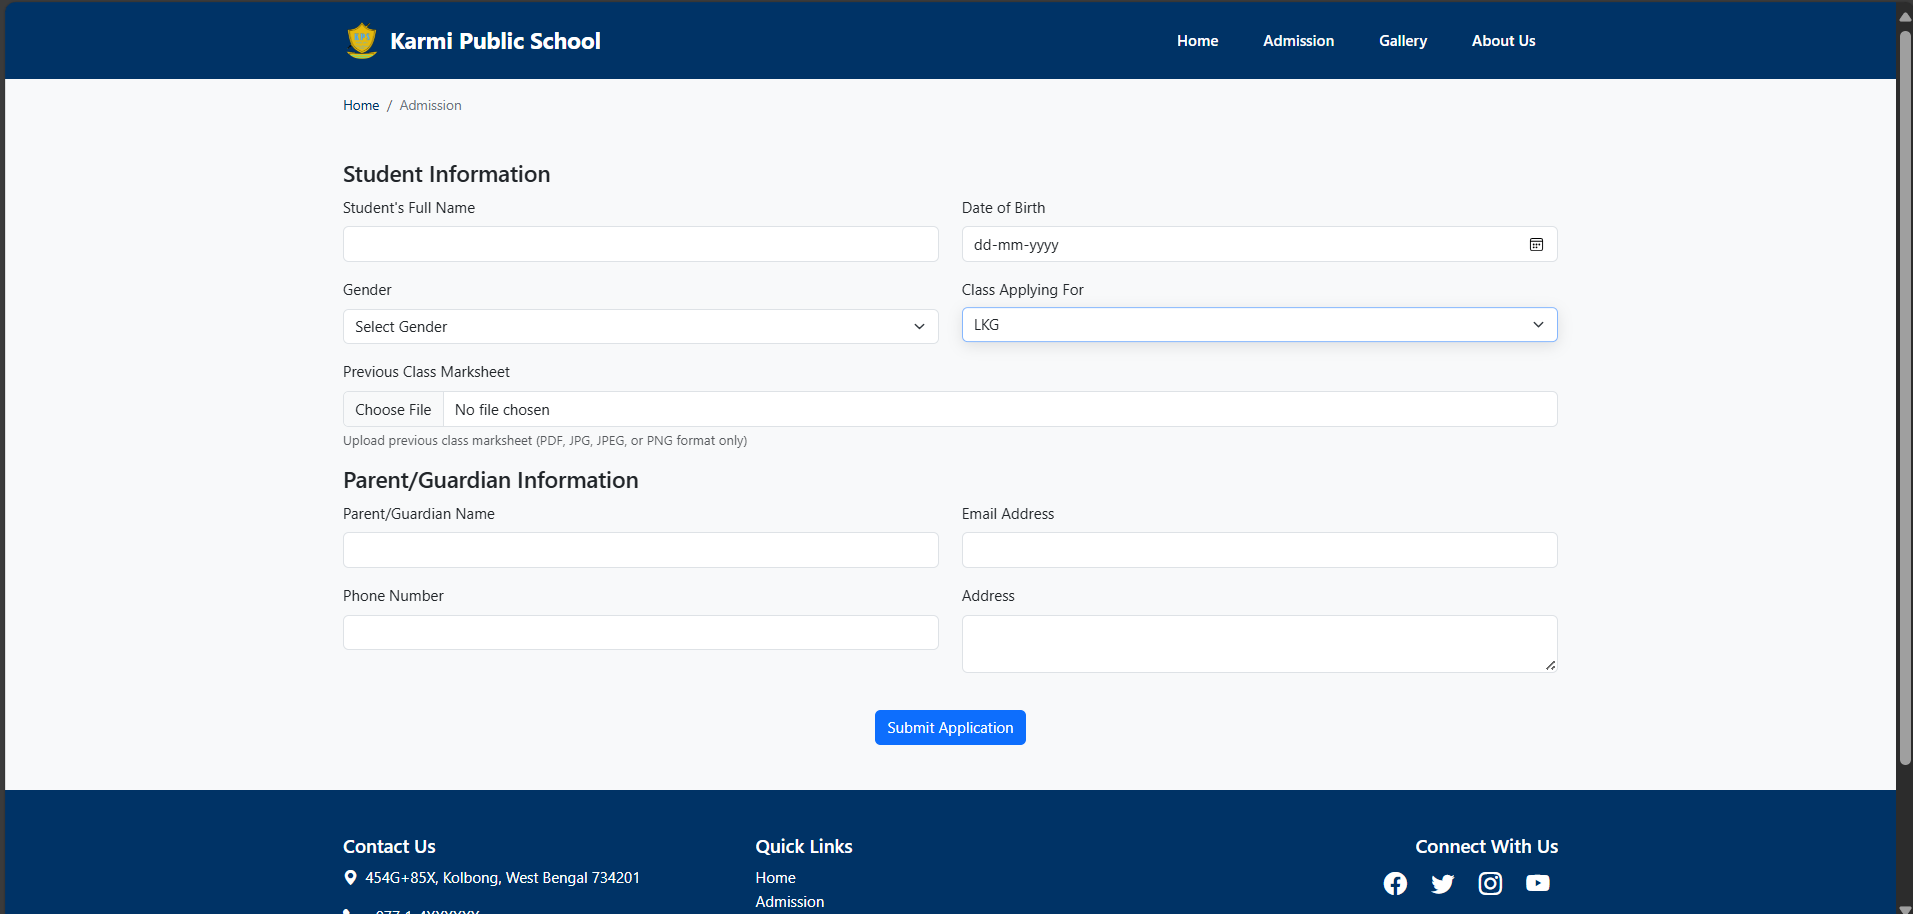 KPS
Karmi Public School
Home Admission Gallery About Us
Home / Admission
Student Information
Student's Full Name Date of Birth
dd-mm-yyyy
Gender Class Applying For
Select Gender LKG
Previous Class Marksheet
Choose File No file chosen
Upload previous class marksheet (PDF, JPG, JPEG, or PNG format only)
Parent/Guardian Information
Parent/Guardian Name Email Address
Phone Number Address
Submit Application
Contact Us Quick Links Connect With Us
454G+85X, Kolbong, West Bengal 734201 Home
Admission